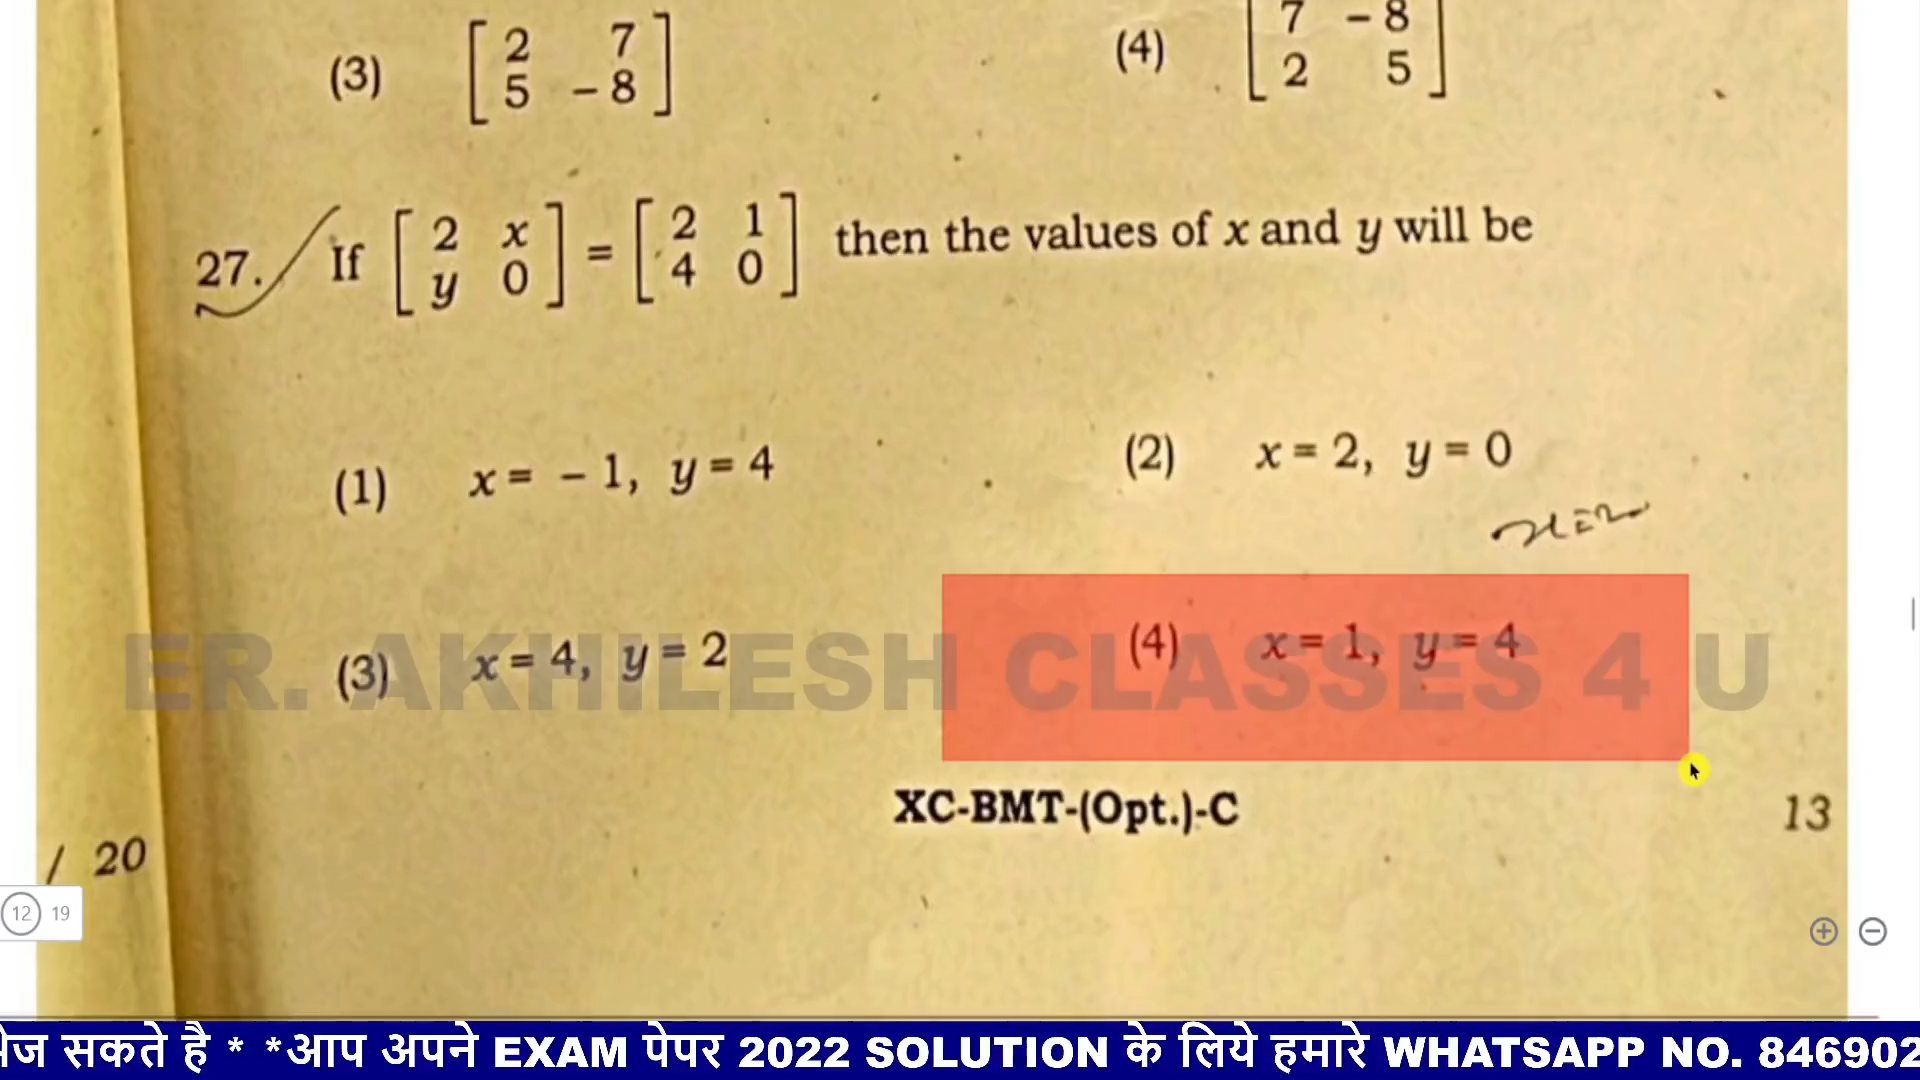 (3) [ 2 7 ] (4) [ 7 - 8 ]
[ 5 - 8 ] [ 2 5 ]
27. If [ 2 x ] = [ 2 1 ] then the values of x and y will be
[ y 0 ] [ 4 0 ]
(1) x = - 1, y = 4 (2) x = 2, y = 0
(3) x = 4, y = 2 (4) x = 1, y = 4
ER. AKHILESH CLASSES 4 U
XC-BMT-(Opt.)-C 13
/ 20
12 19
सकते है * *आप अपने EXAM पेपर 2022 SOLUTION के लिये हमारे WHATSAPP NO. 846902